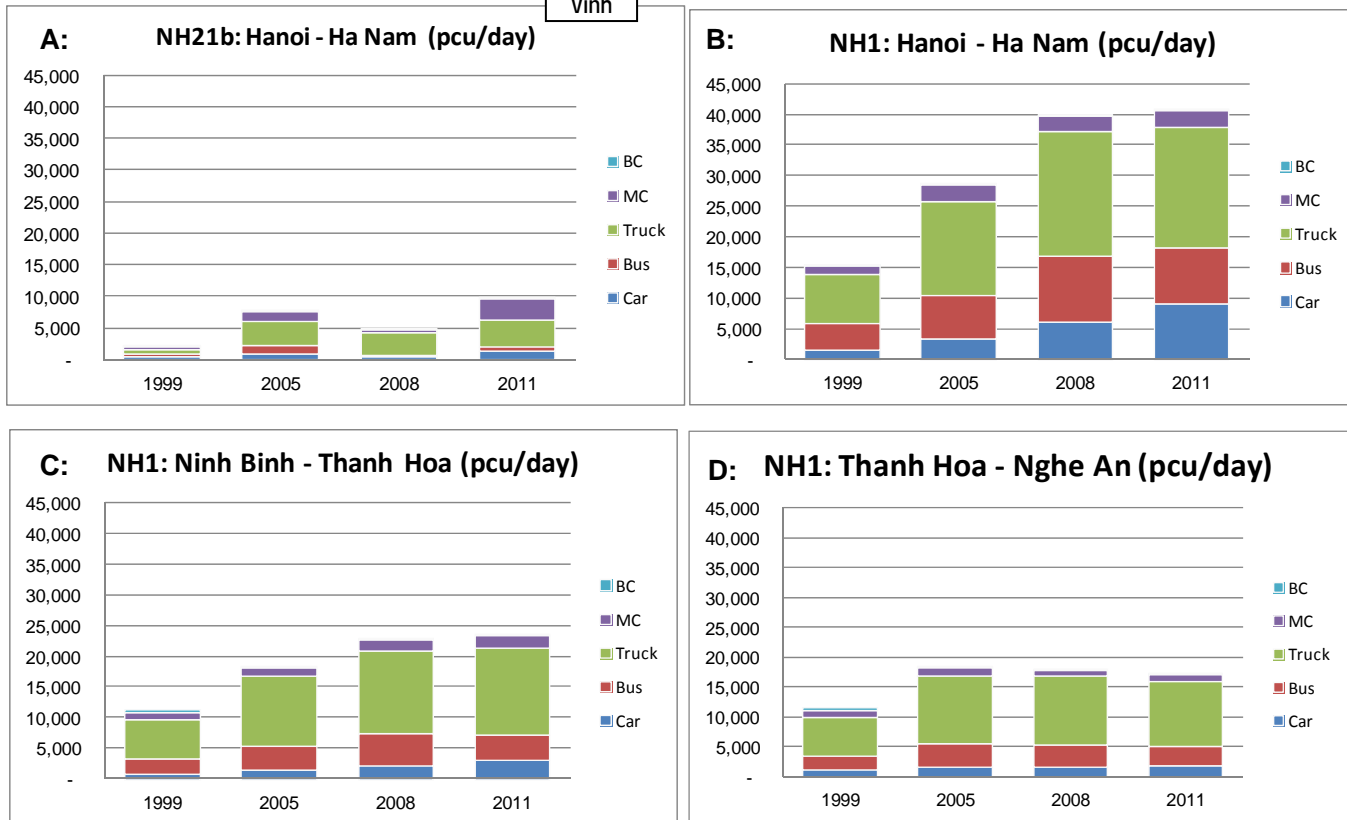 Vinh
A: NH21b: Hanoi - Ha Nam (pcu/day)
45,000
40,000
35,000
30,000
25,000
20,000
15,000
10,000
5,000
-
1999 2005 2008 2011
BC
MC
Truck
Bus
Car
B: NH1: Hanoi - Ha Nam (pcu/day)
45,000
40,000
35,000
30,000
25,000
20,000
15,000
10,000
5,000
-
1999 2005 2008 2011
BC
MC
Truck
Bus
Car
C: NH1: Ninh Binh - Thanh Hoa (pcu/day)
45,000
40,000
35,000
30,000
25,000
20,000
15,000
10,000
5,000
-
1999 2005 2008 2011
BC
MC
Truck
Bus
Car
D: NH1: Thanh Hoa - Nghe An (pcu/day)
45,000
40,000
35,000
30,000
25,000
20,000
15,000
10,000
5,000
-
1999 2005 2008 2011
BC
MC
Truck
Bus
Car